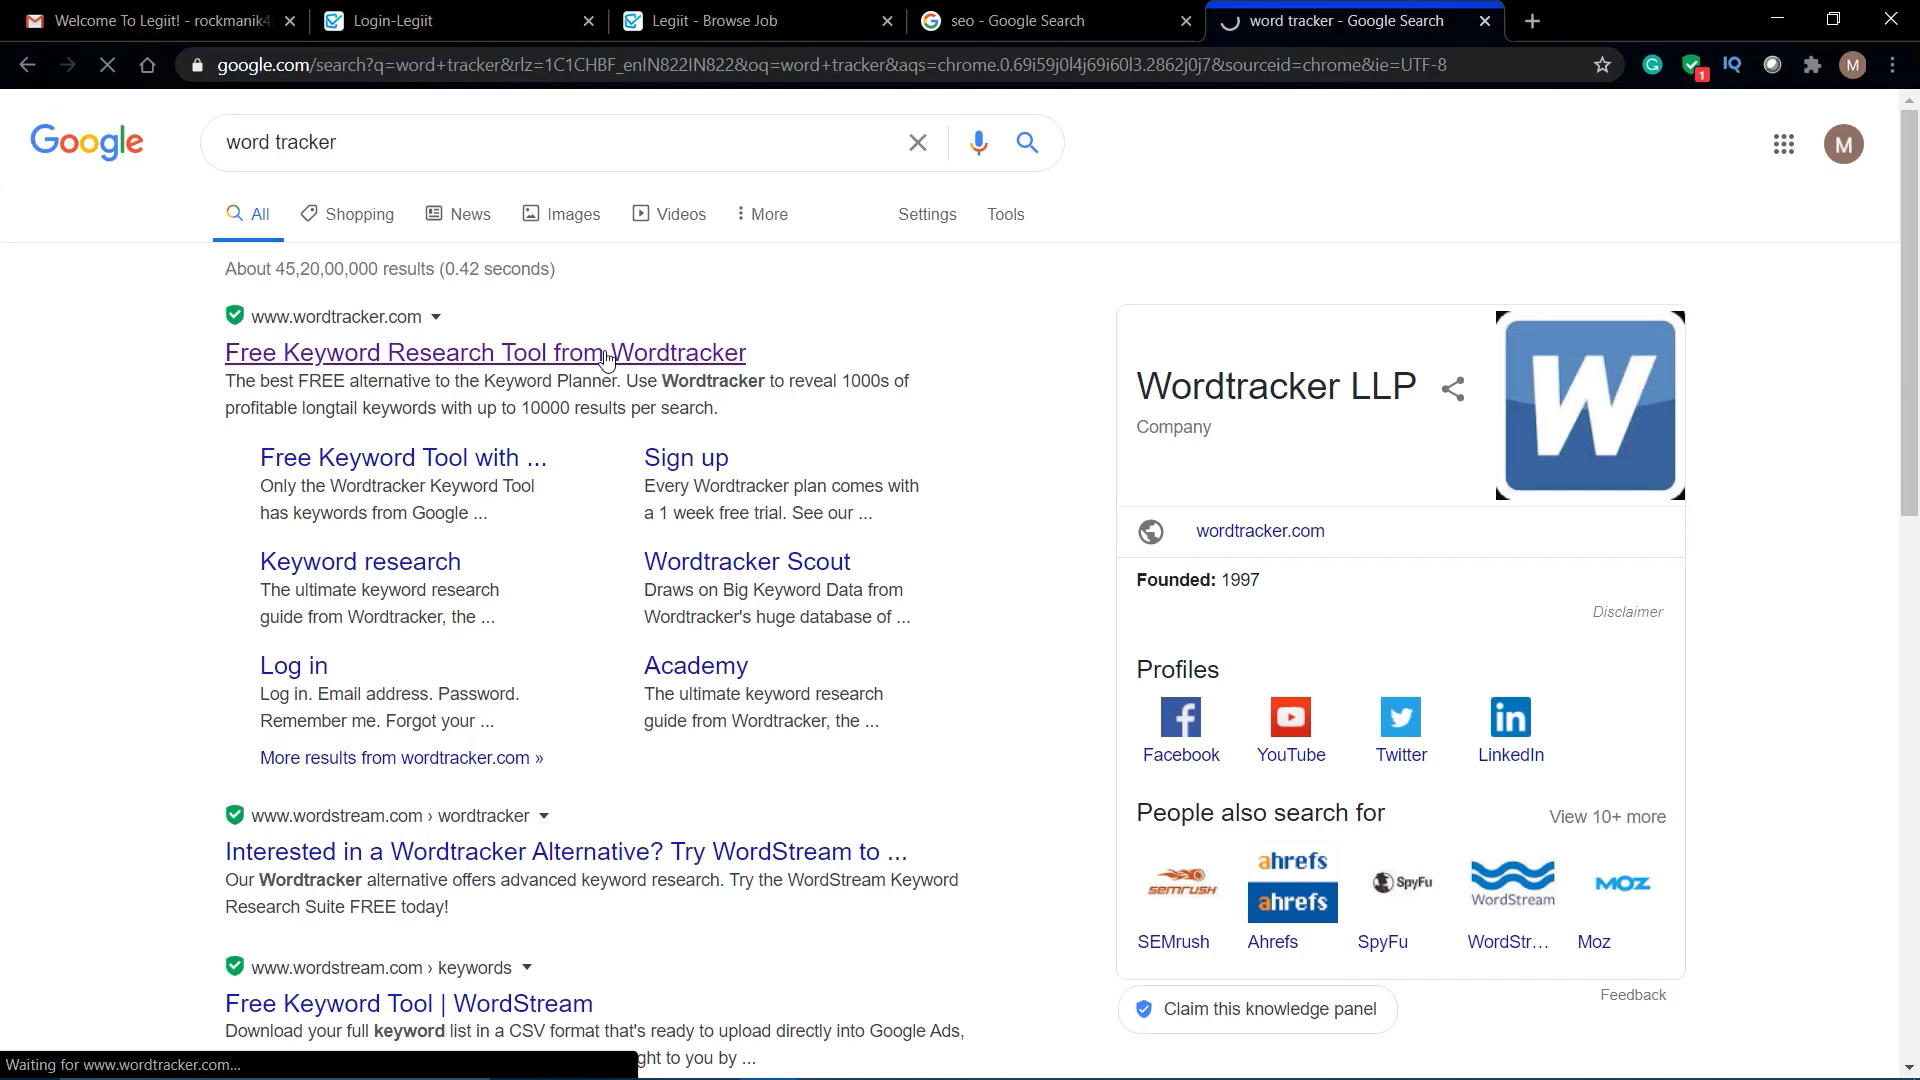 Welcome To Legiit! - rockmanik4
Login-Legiit
Legiit - Browse Job
seo - Google Search
word tracker - Google Search
google.com/search?q=word+tracker&rlz=1C1CHBF_enIN822IN822&oq=word+tracker&aqs=chrome.0.69i59j0l4j69i60l3.2862j0j7&sourceid=chrome&ie=UTF-8
1
IQ
M
Google
word tracker
M
All
Shopping
News
Images
Videos
More
Settings
Tools
About 45,20,00,000 results (0.42 seconds)
www.wordtracker.com
Free Keyword Research Tool from Wordtracker
The best FREE alternative to the Keyword Planner. Use Wordtracker to reveal 1000s of
profitable longtail keywords with up to 10000 results per search.
Free Keyword Tool with ...
Only the Wordtracker Keyword Tool
has keywords from Google ...
Sign up
Every Wordtracker plan comes with
a 1 week free trial. See our ...
Keyword research
The ultimate keyword research
guide from Wordtracker, the ...
Wordtracker Scout
Draws on Big Keyword Data from
Wordtracker's huge database of ...
Log in
Log in. Email address. Password.
Remember me. Forgot your ...
Academy
The ultimate keyword research
guide from Wordtracker, the ...
More results from wordtracker.com »
www.wordstream.com › wordtracker
Interested in a Wordtracker Alternative? Try WordStream to ...
Our Wordtracker alternative offers advanced keyword research. Try the WordStream Keyword
Research Suite FREE today!
www.wordstream.com › keywords
Free Keyword Tool | WordStream
Download your full keyword list in a CSV format that's ready to upload directly into Google Ads,
ght to you by ...
Waiting for www.wordtracker.com...
Wordtracker LLP
Company
W
wordtracker.com
Founded: 1997
Disclaimer
Profiles
Facebook
YouTube
Twitter
LinkedIn
People also search for
View 10+ more
semrush
ahrefs
ahrefs
SpyFu
WordStream
MOZ
SEMrush
Ahrefs
SpyFu
WordStr...
Moz
Claim this knowledge panel
Feedback